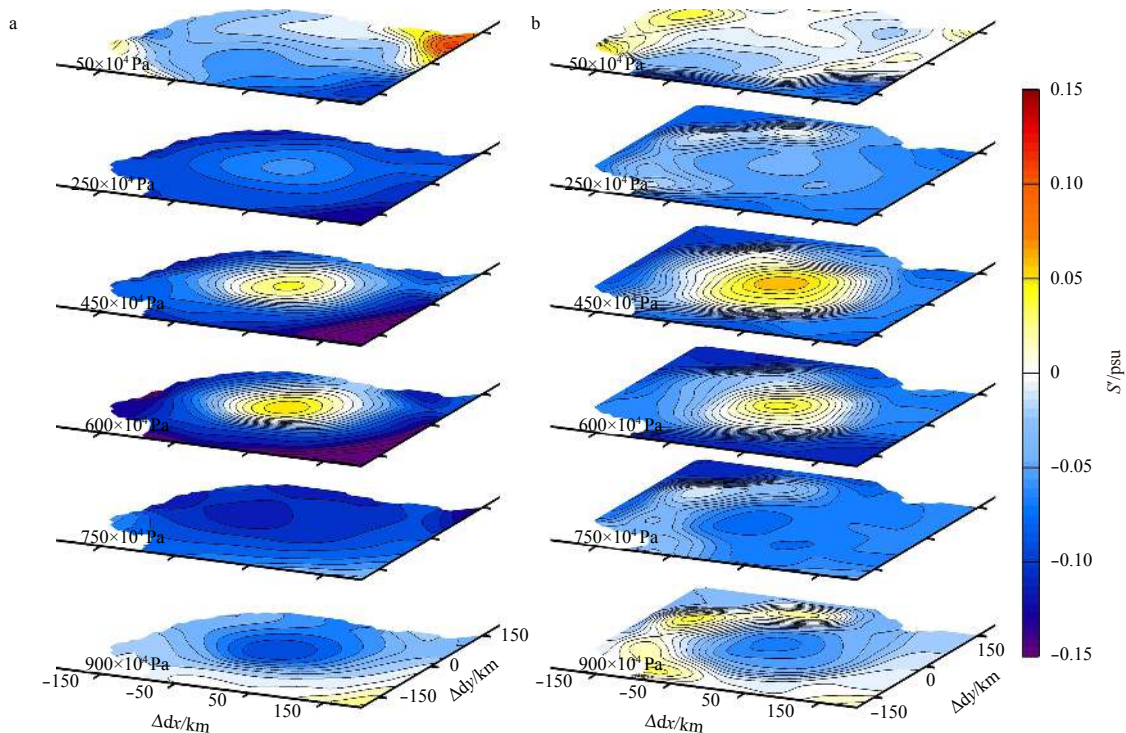 a
b
50×10⁴ Pa
50×10⁴ Pa
250×10⁴ Pa
250×10⁴ Pa
450×10⁴ Pa
450×10⁴ Pa
600×10⁴ Pa
600×10⁴ Pa
750×10⁴ Pa
750×10⁴ Pa
900×10⁴ Pa
900×10⁴ Pa
−150
−50
50
150
Δdx/km
−150
0
150
Δdy/km
−150
−50
50
150
Δdx/km
−150
0
150
Δdy/km
0.15
0.10
0.05
0
−0.05
−0.10
−0.15
S′/psu